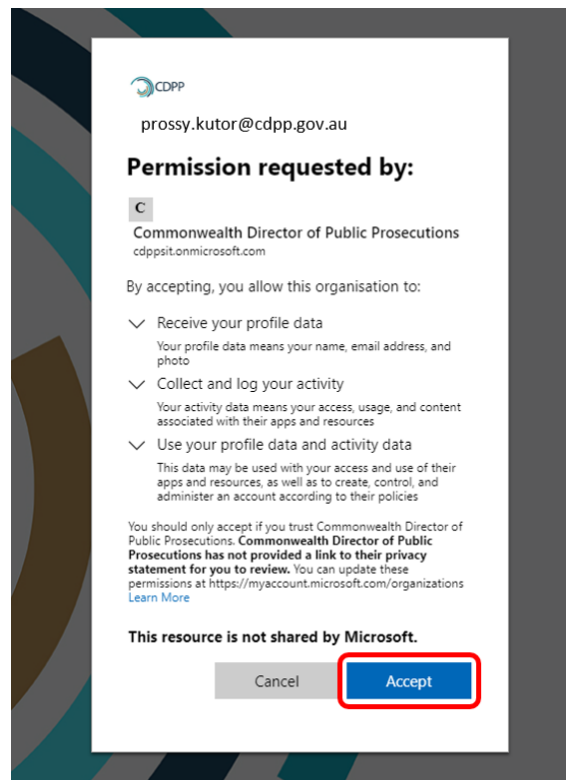 CDPP
prossy.kutor@cdpp.gov.au
Permission requested by:
C
Commonwealth Director of Public Prosecutions
cdppsit.onmicrosoft.com
By accepting, you allow this organisation to:
Receive your profile data
Your profile data means your name, email address, and
photo
Collect and log your activity
Your activity data means your access, usage, and content
associated with their apps and resources
Use your profile data and activity data
This data may be used with your access and use of their
apps and resources, as well as to create, control, and
administer an account according to their policies
You should only accept if you trust Commonwealth Director of
Public Prosecutions. Commonwealth Director of Public
Prosecutions has not provided a link to their privacy
statement for you to review. You can update these
permissions at https://myaccount.microsoft.com/organizations
Learn More
This resource is not shared by Microsoft.
Cancel
Accept